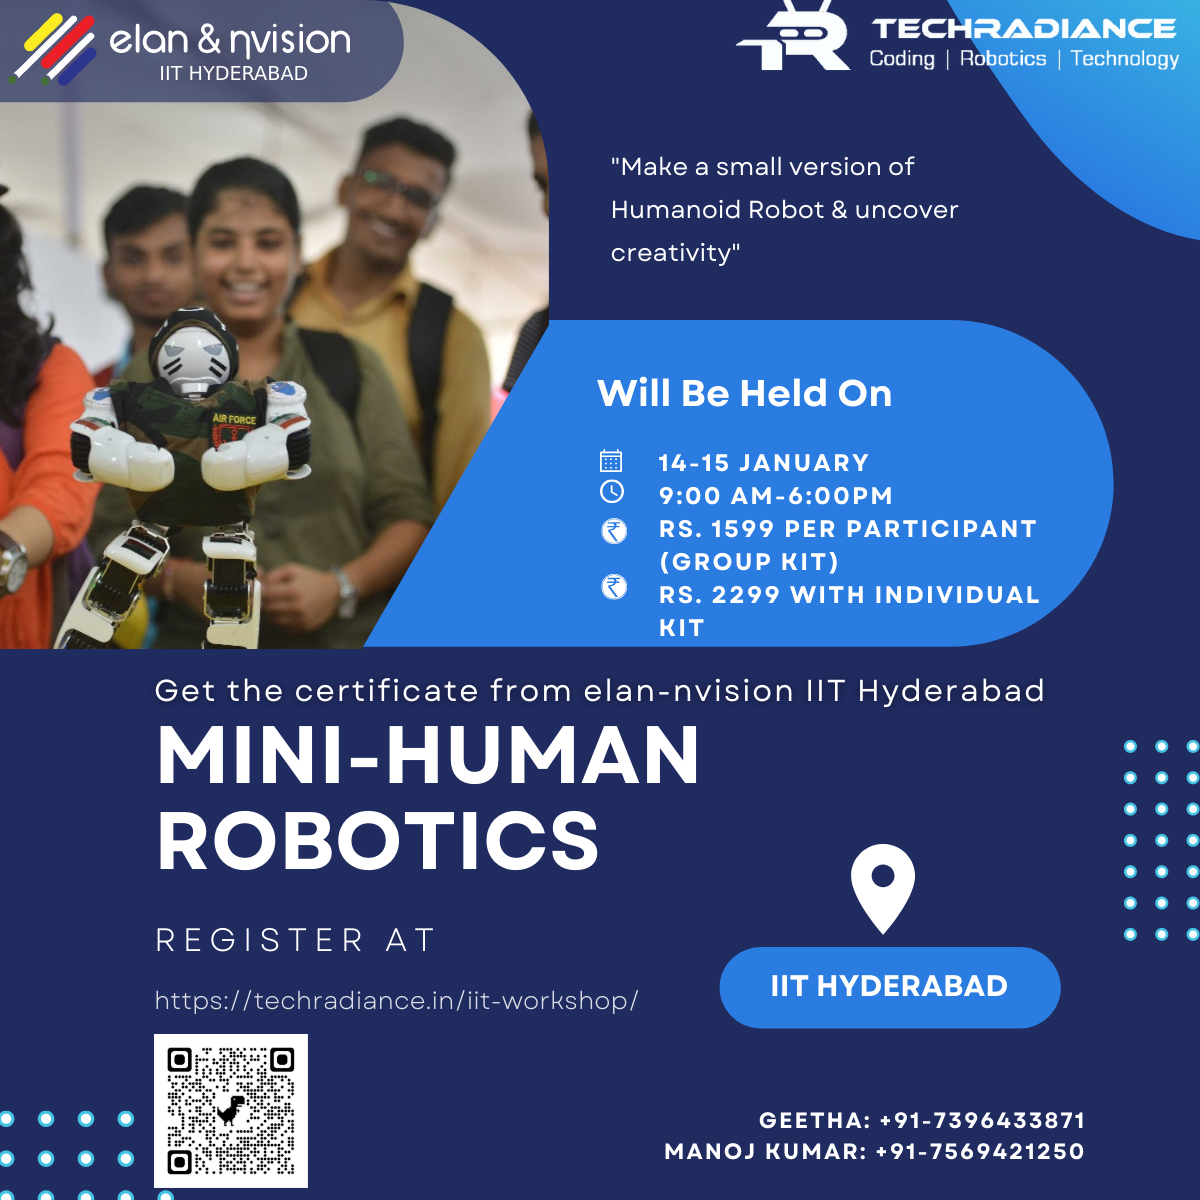 elan & ηvision
IIT HYDERABAD
TECHRADIANCE
Coding | Robotics | Technology
"Make a small version of
Humanoid Robot & uncover
creativity"
AIR FORCE
Will Be Held On
14-15 JANUARY
9:00 AM-6:00PM
RS. 1599 PER PARTICIPANT
(GROUP KIT)
RS. 2299 WITH INDIVIDUAL
KIT
Get the certificate from elan-nvision IIT Hyderabad
MINI-HUMAN
ROBOTICS
REGISTER AT
https://techradiance.in/iit-workshop/
IIT HYDERABAD
GEETHA: +91-7396433871
MANOJ KUMAR: +91-7569421250